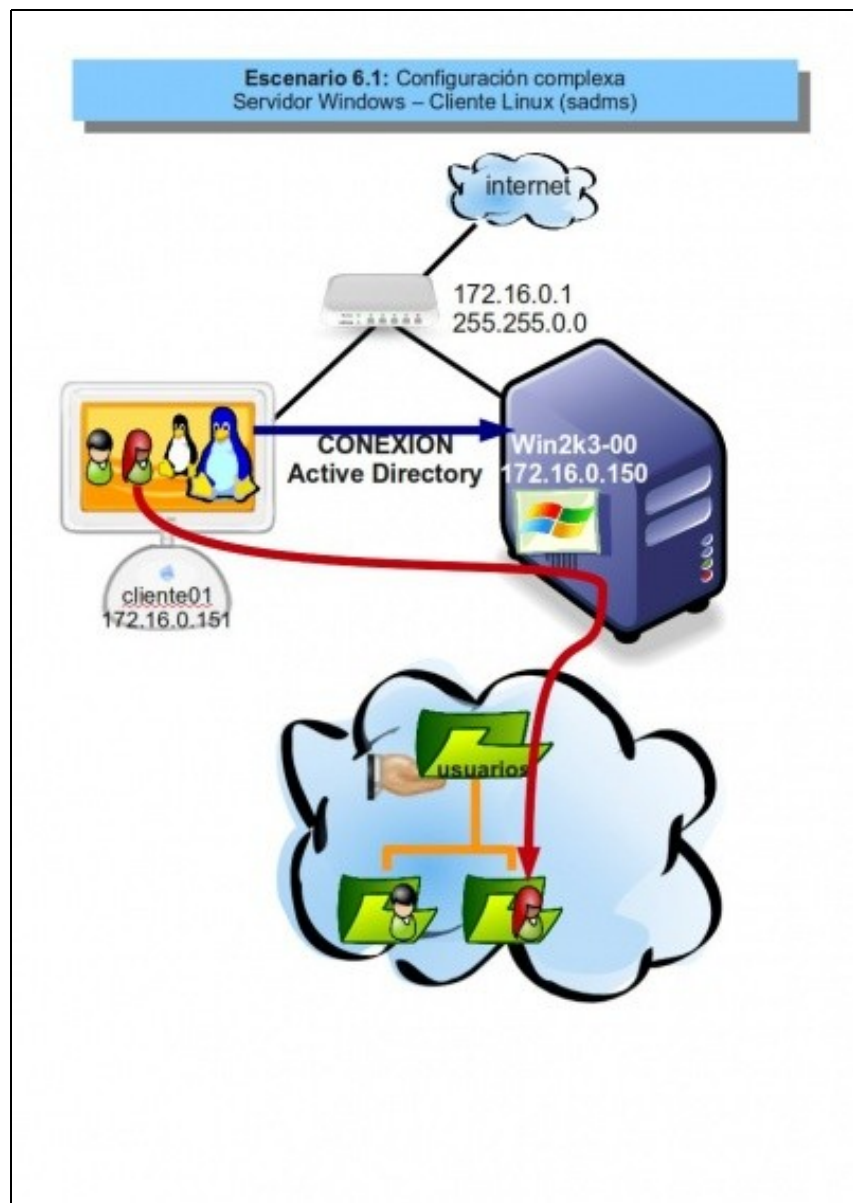 Escenario 6.1: Configuración complexa
Servidor Windows – Cliente Linux (sadms)
internet
172.16.0.1
255.255.0.0
CONEXION
Active Directory
Win2k3-00
172.16.0.150
cliente01
172.16.0.151
usuarios